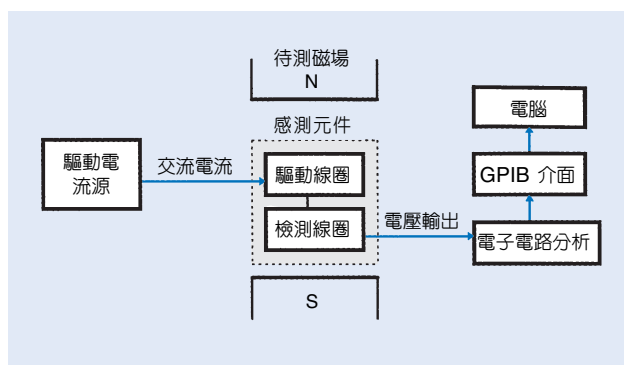 待測磁場
N
感測元件
驅動電
流源
交流電流
驅動線圈
檢測線圈
電壓輸出
電腦
GPIB 介面
電子電路分析
S